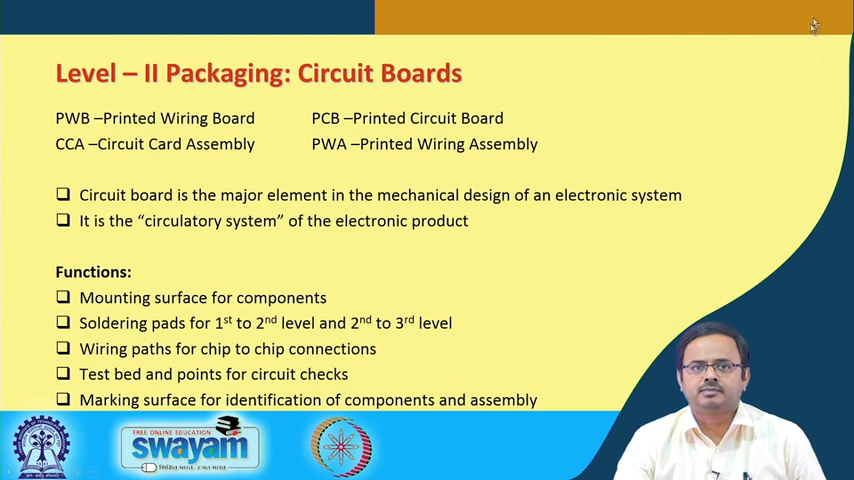 Level – II Packaging: Circuit Boards
PWB –Printed Wiring Board PCB –Printed Circuit Board
CCA –Circuit Card Assembly PWA –Printed Wiring Assembly
Circuit board is the major element in the mechanical design of an electronic system
It is the “circulatory system” of the electronic product
Functions:
Mounting surface for components
Soldering pads for 1st to 2nd level and 2nd to 3rd level
Wiring paths for chip to chip connections
Test bed and points for circuit checks
Marking surface for identification of components and assembly
FREE ONLINE EDUCATION
swayam